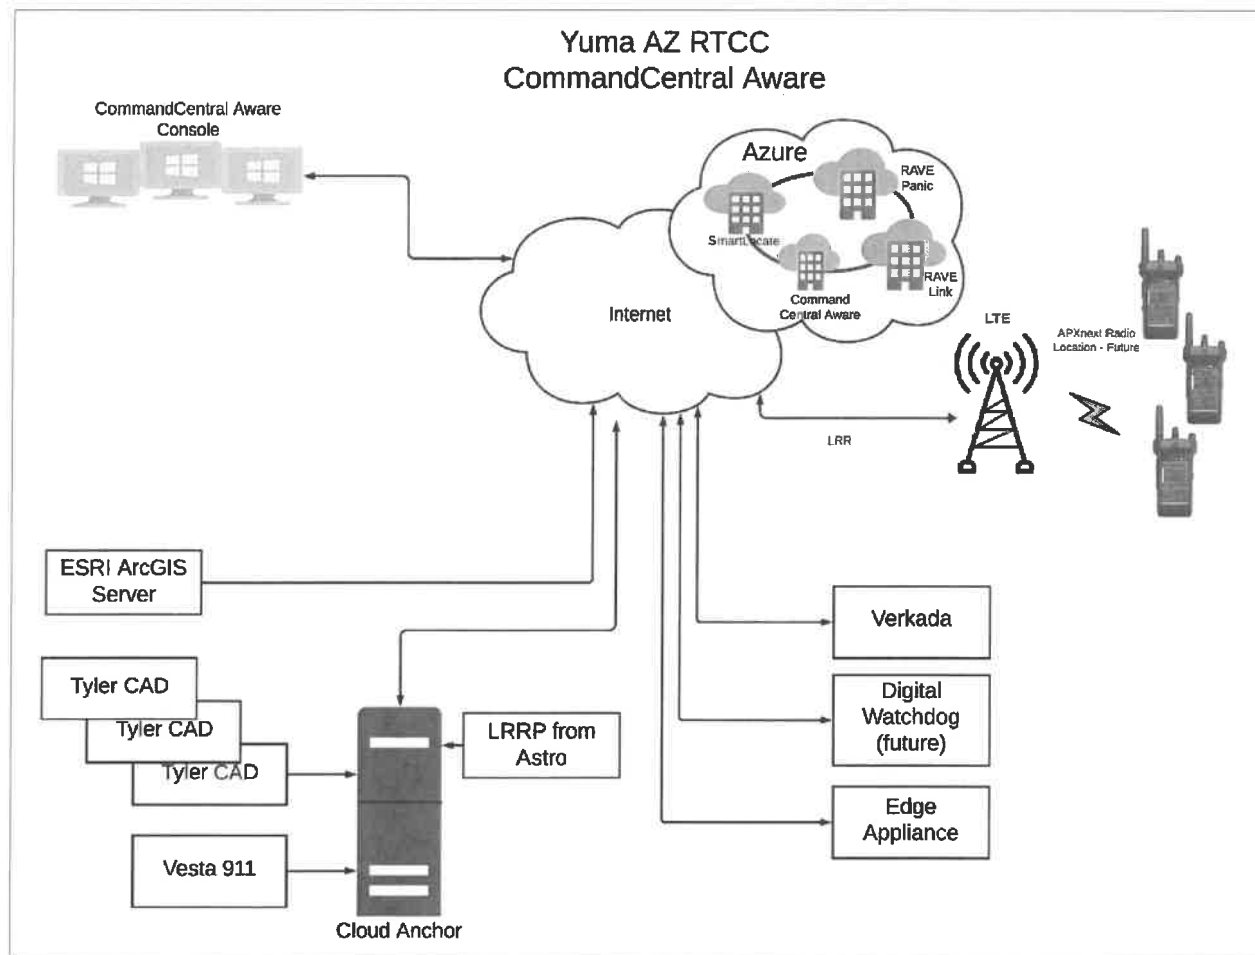 Yuma AZ RTCC
CommandCentral Aware
CommandCentral Aware
Console
Azure
RAVE
Panic
SmartLocate
RAVE
Link
Command
Central Aware
Internet
LTE
APXnext Radio
Location - Future
LRR
ESRI ArcGIS
Server
Verkada
Tyler CAD
Tyler CAD
Tyler CAD
LRRP from
Astro
Digital
Watchdog
(future)
Edge
Appliance
Vesta 911
Cloud Anchor